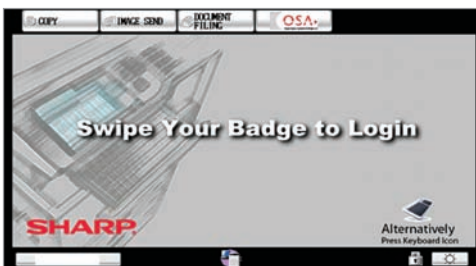 COPY
IMAGE SEND
DOCUMENT
FILING
OSA
Swipe Your Badge to Login
SHARP
Alternatively
Press Keyboard Icon